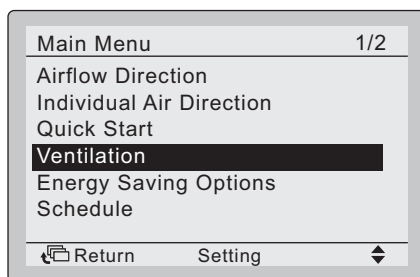 Main Menu 1/2
Airflow Direction
Individual Air Direction
Quick Start
Ventilation
Energy Saving Options
Schedule
Return Setting